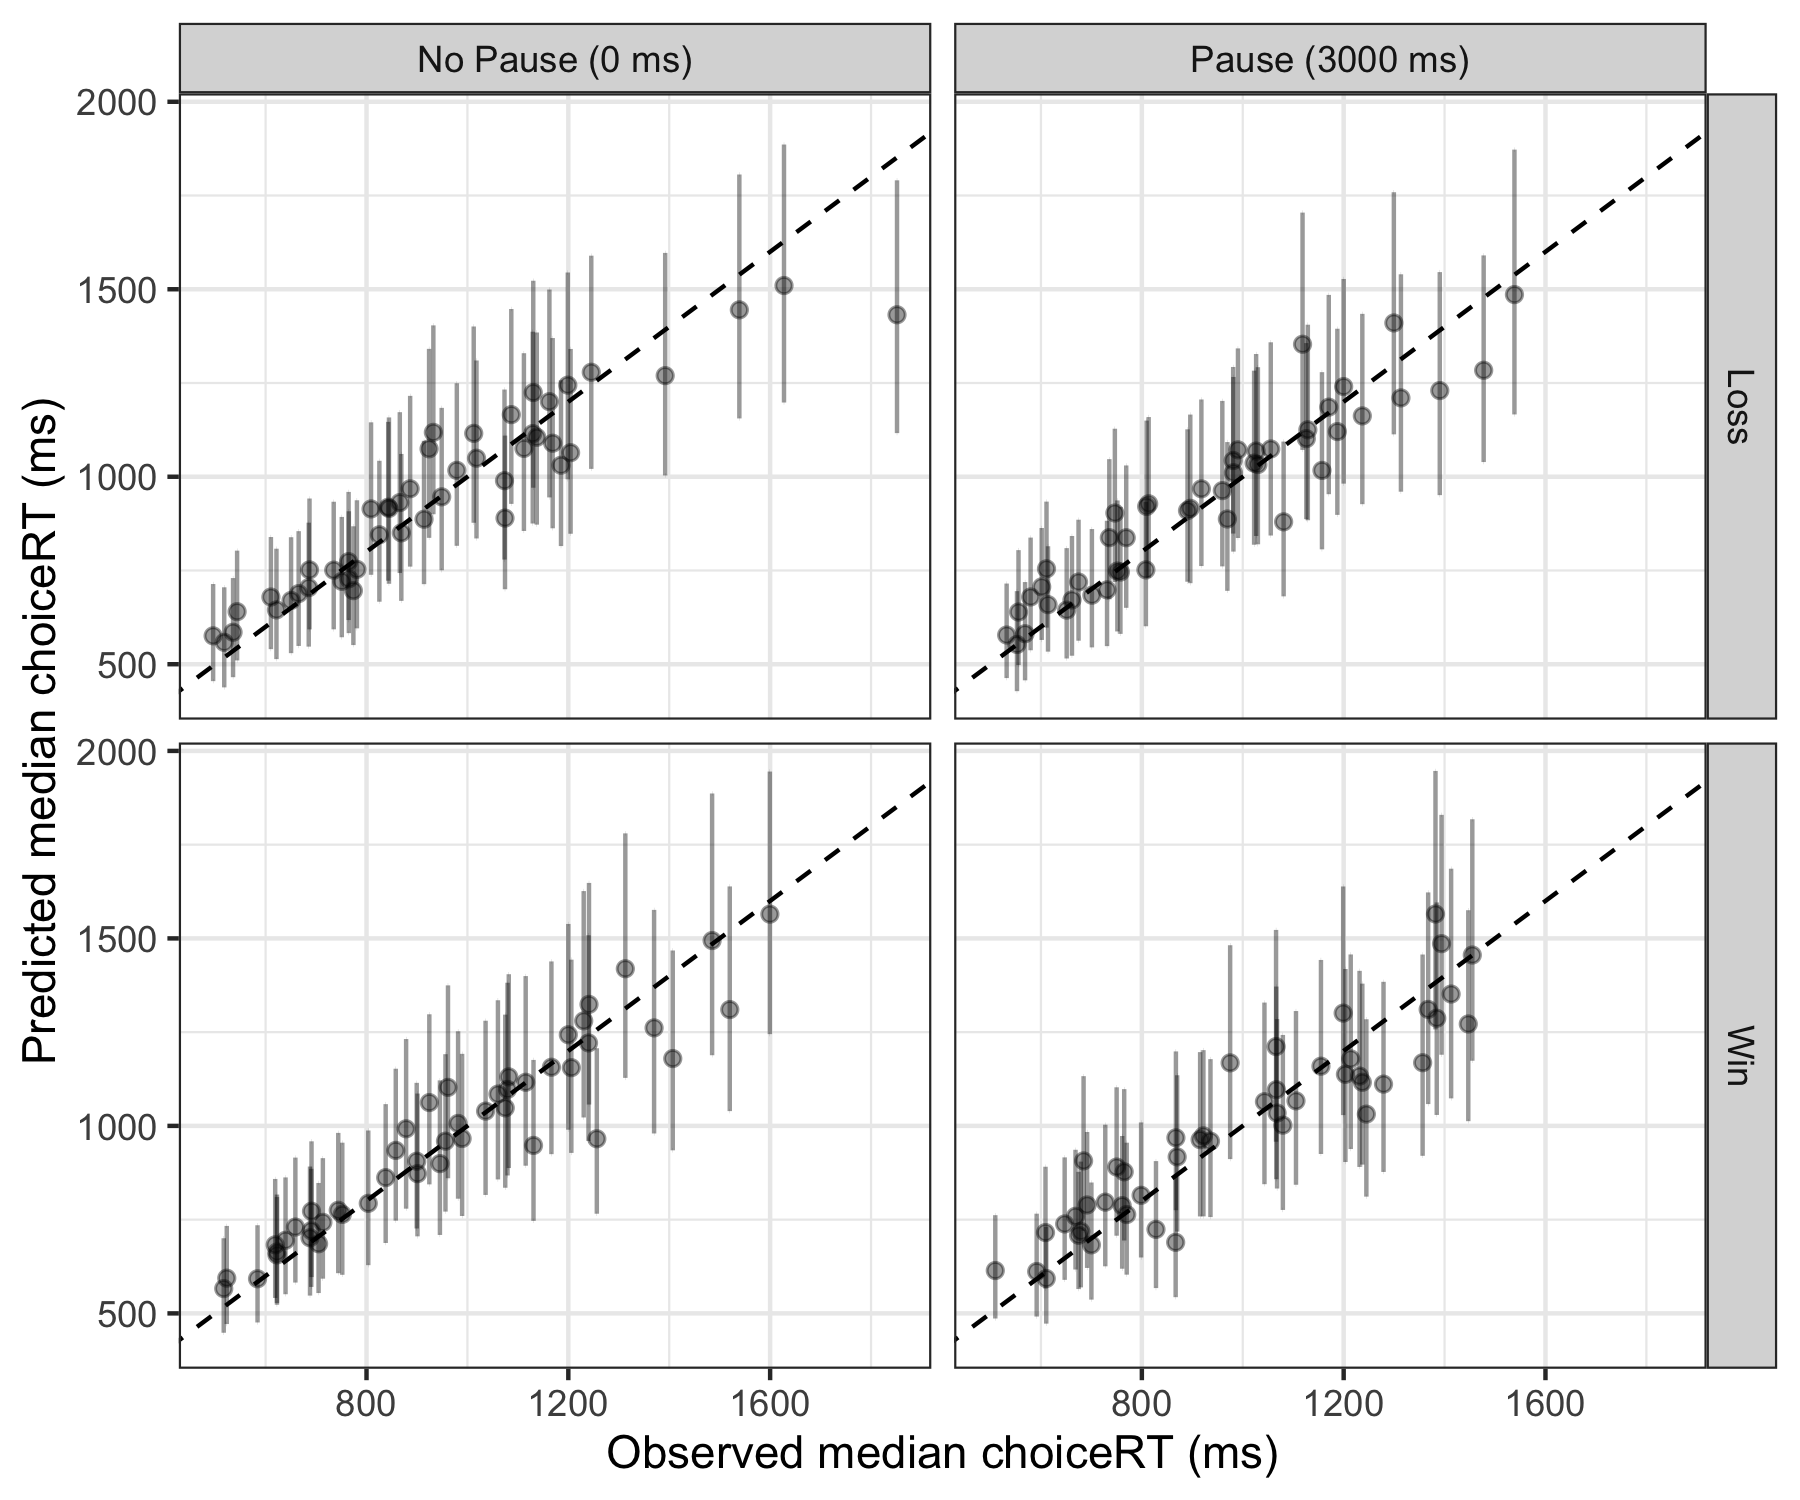 No Pause (0 ms)
Pause (3000 ms)
2000
1500
1000
500
Loss
2000
1500
1000
500
Win
Predicted median choiceRT (ms)
800
1200
1600
800
1200
1600
Observed median choiceRT (ms)